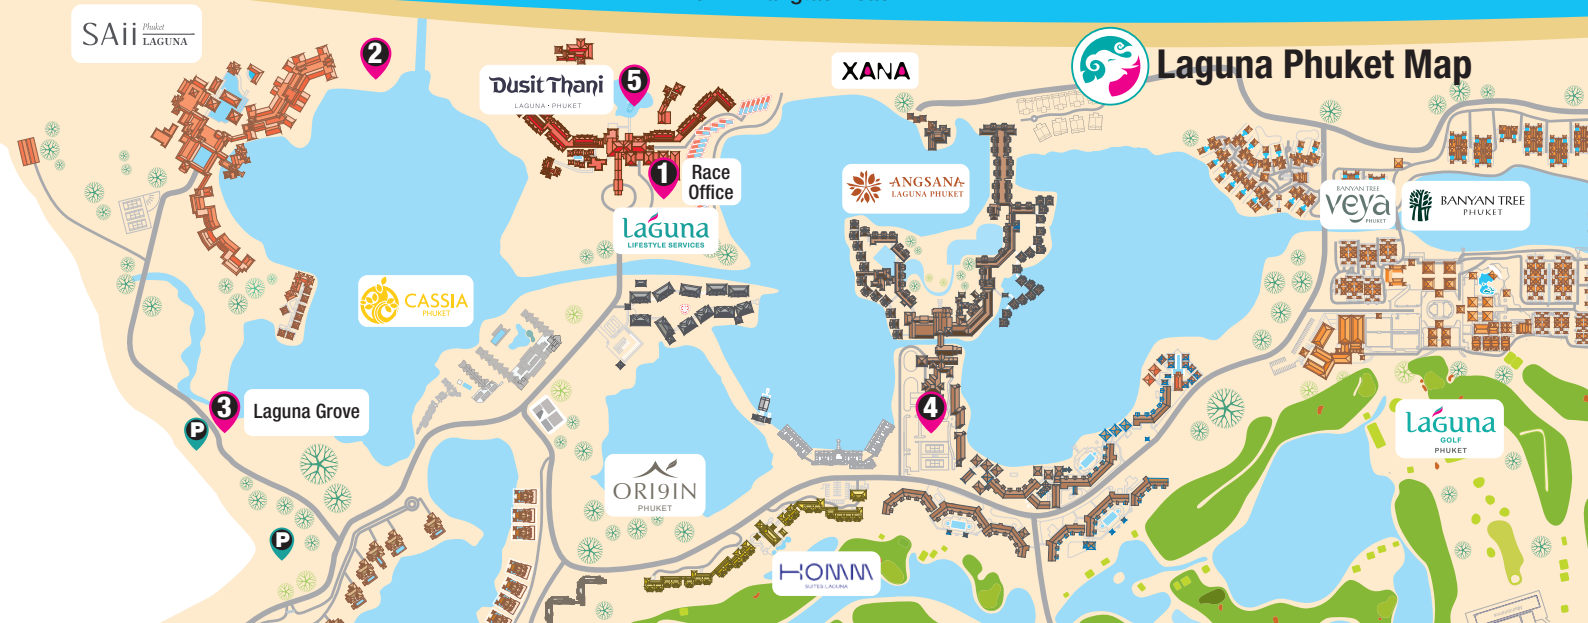 SAii Phuket
LAGUNA
2
Dusit Thani
LAGUNA • PHUKET
5
XANA
Laguna Phuket Map
1
Race
Office
Laguna
LIFESTYLE SERVICES
ANGSANA
LAGUNA PHUKET
BANYAN TREE
veya
PHUKET
BANYAN TREE
PHUKET
CASSIA
PHUKET
3
Laguna Grove
P
4
Laguna
GOLF
PHUKET
ORI9IN
PHUKET
P
HOMM
SUITES LAGUNA